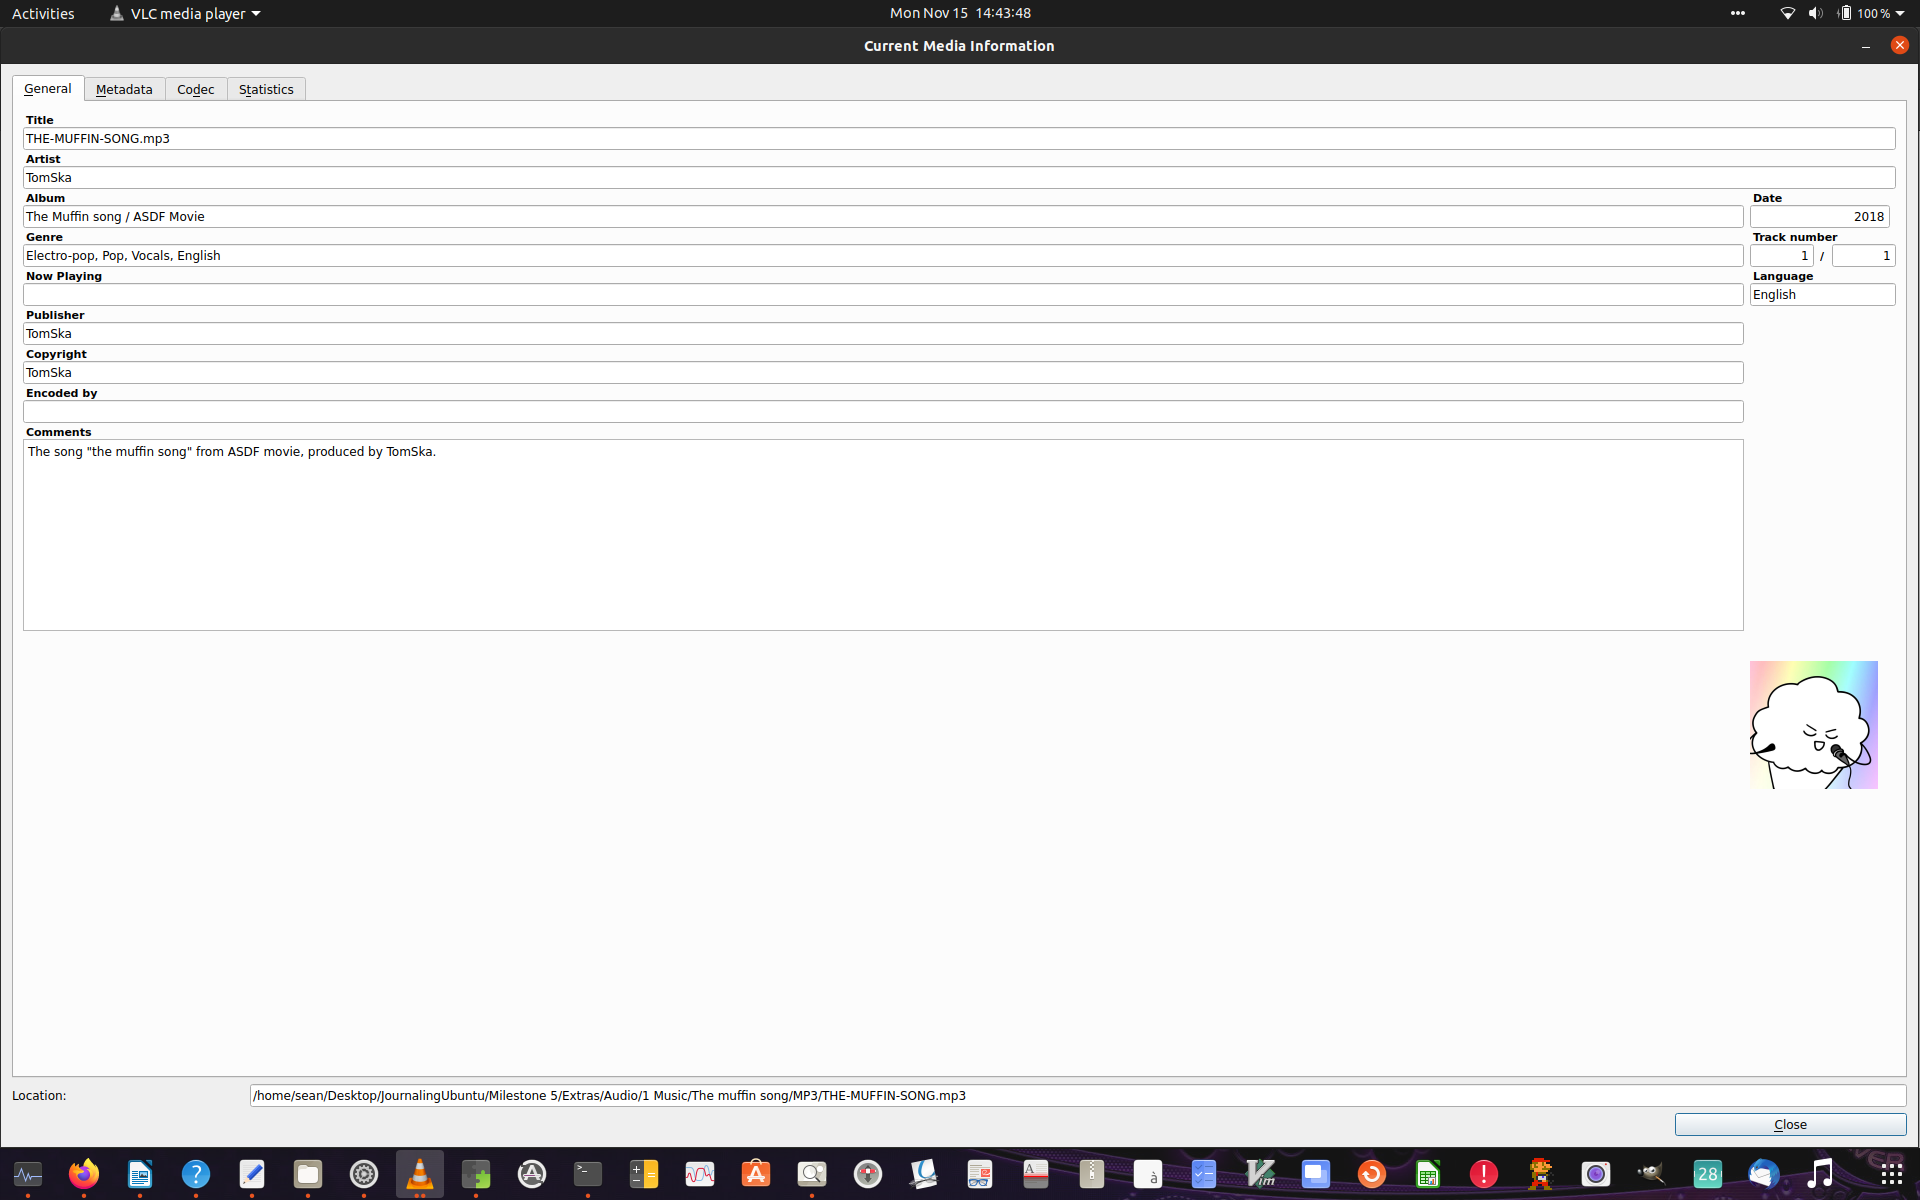 Activities
VLC media player
Mon Nov 15 14:43:48
100 %
Current Media Information
General
Metadata
Codec
Statistics
Title
THE-MUFFIN-SONG.mp3
Artist
TomSka
Album
Date
The Muffin song / ASDF Movie
2018
Genre
Track number
Electro-pop, Pop, Vocals, English
1 / 1
Now Playing
Language
English
Publisher
TomSka
Copyright
TomSka
Encoded by
Comments
The song "the muffin song" from ASDF movie, produced by TomSka.
Location:
/home/sean/Desktop/JournalingUbuntu/Milestone 5/Extras/Audio/1 Music/The muffin song/MP3/THE-MUFFIN-SONG.mp3
Close
28